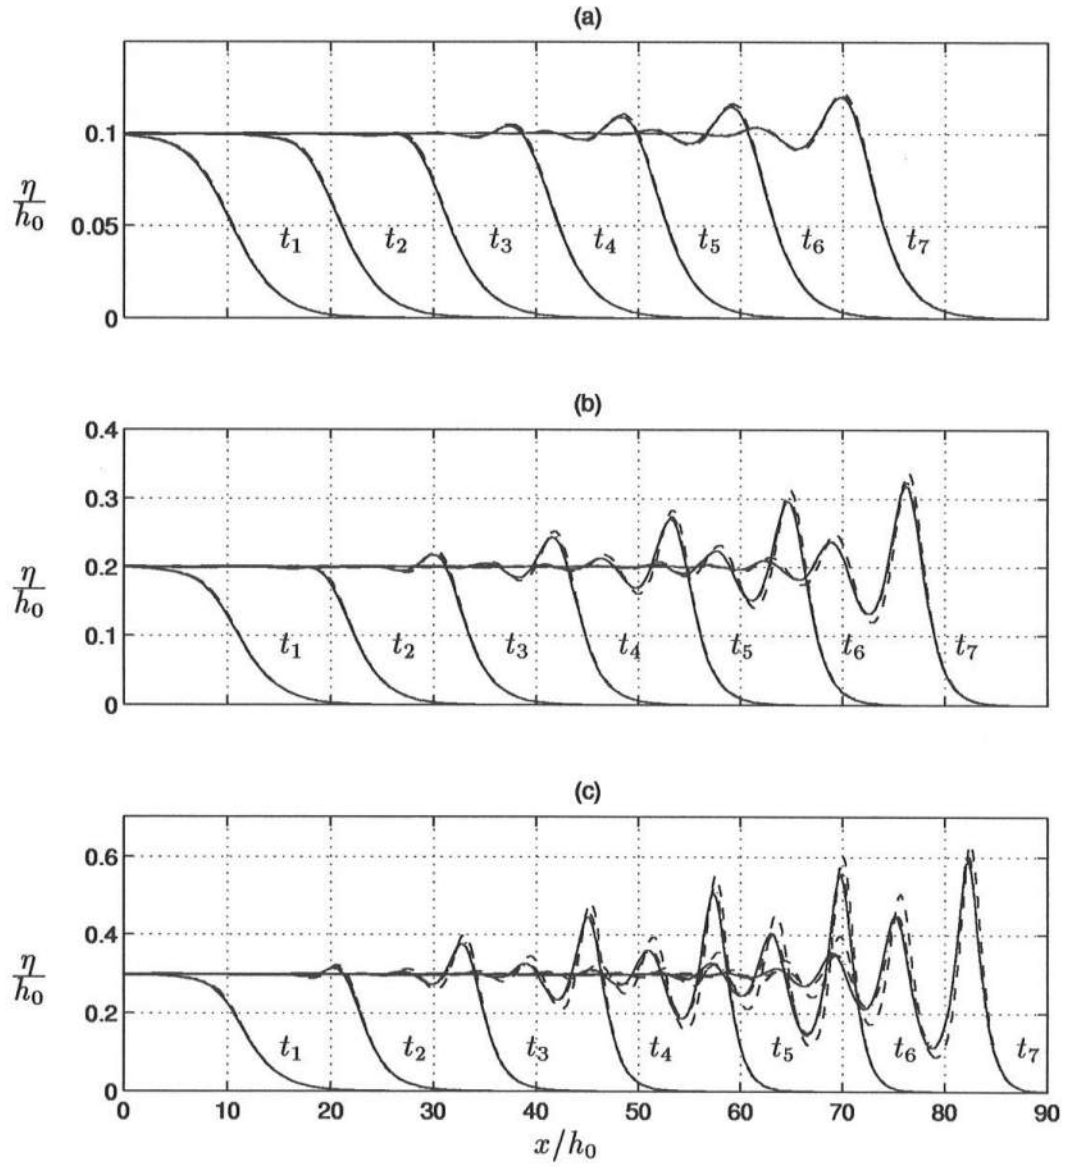 (a)
0.1
η/h₀
0.05
t₁ t₂ t₃ t₄ t₅ t₆ t₇
0
(b)
0.4
0.3
0.2
η/h₀
0.1
t₁ t₂ t₃ t₄ t₅ t₆ t₇
0
(c)
0.6
0.4
η/h₀
0.2
t₁ t₂ t₃ t₄ t₅ t₆ t₇
0
0 10 20 30 40 50 60 70 80 90
x/h₀